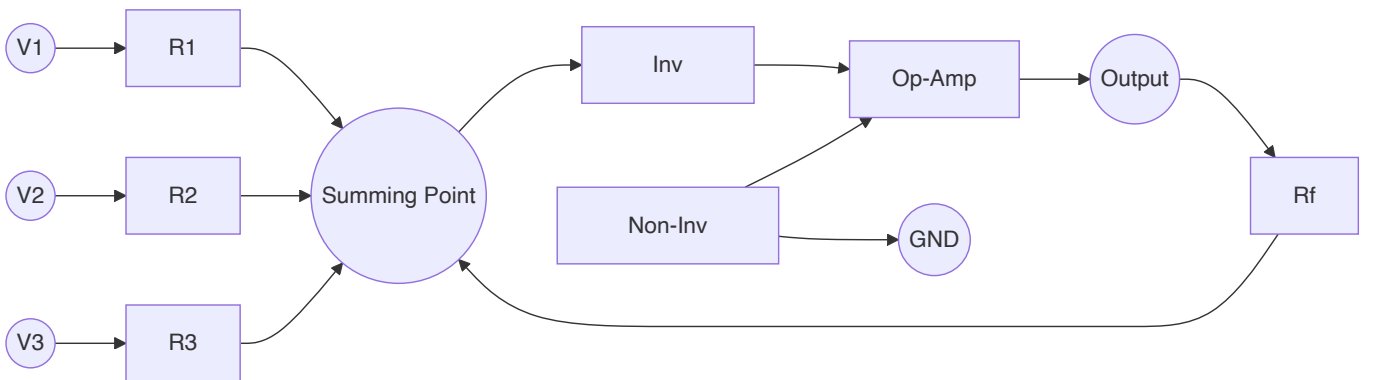 V1
R1
Inv
Op-Amp
Output
V2
R2
Summing Point
Non-Inv
GND
Rf
V3
R3